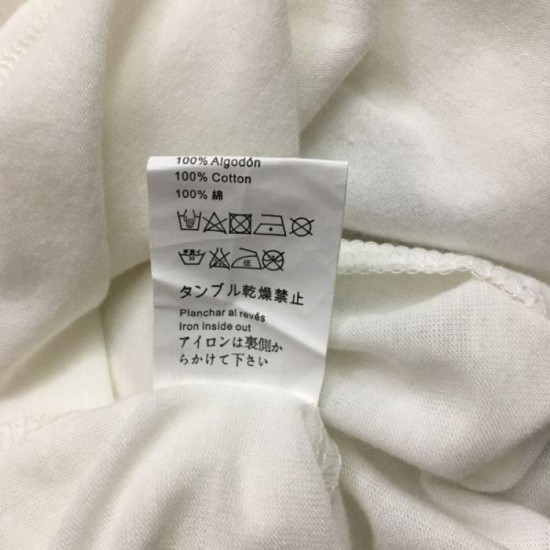 100% Algodón
100% Cotton
100% 綿
低
タンブル乾燥禁止
Planchar al revés
Iron inside out
アイロンは裏側か
らかけて下さい